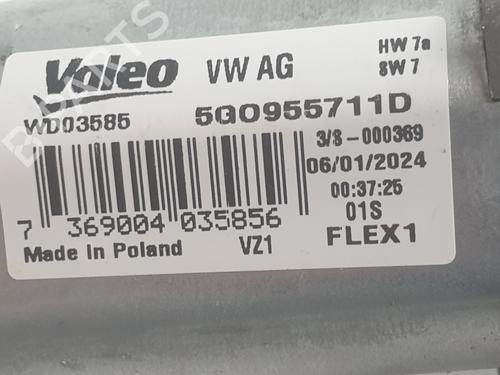 Valeo VW AG HW 7a
SW 7
WD03585 5G0955711D
3/8-000369
06/01/2024
00:37:25
01S
7 369004 035856 VZ1 FLEX1
Made in Poland